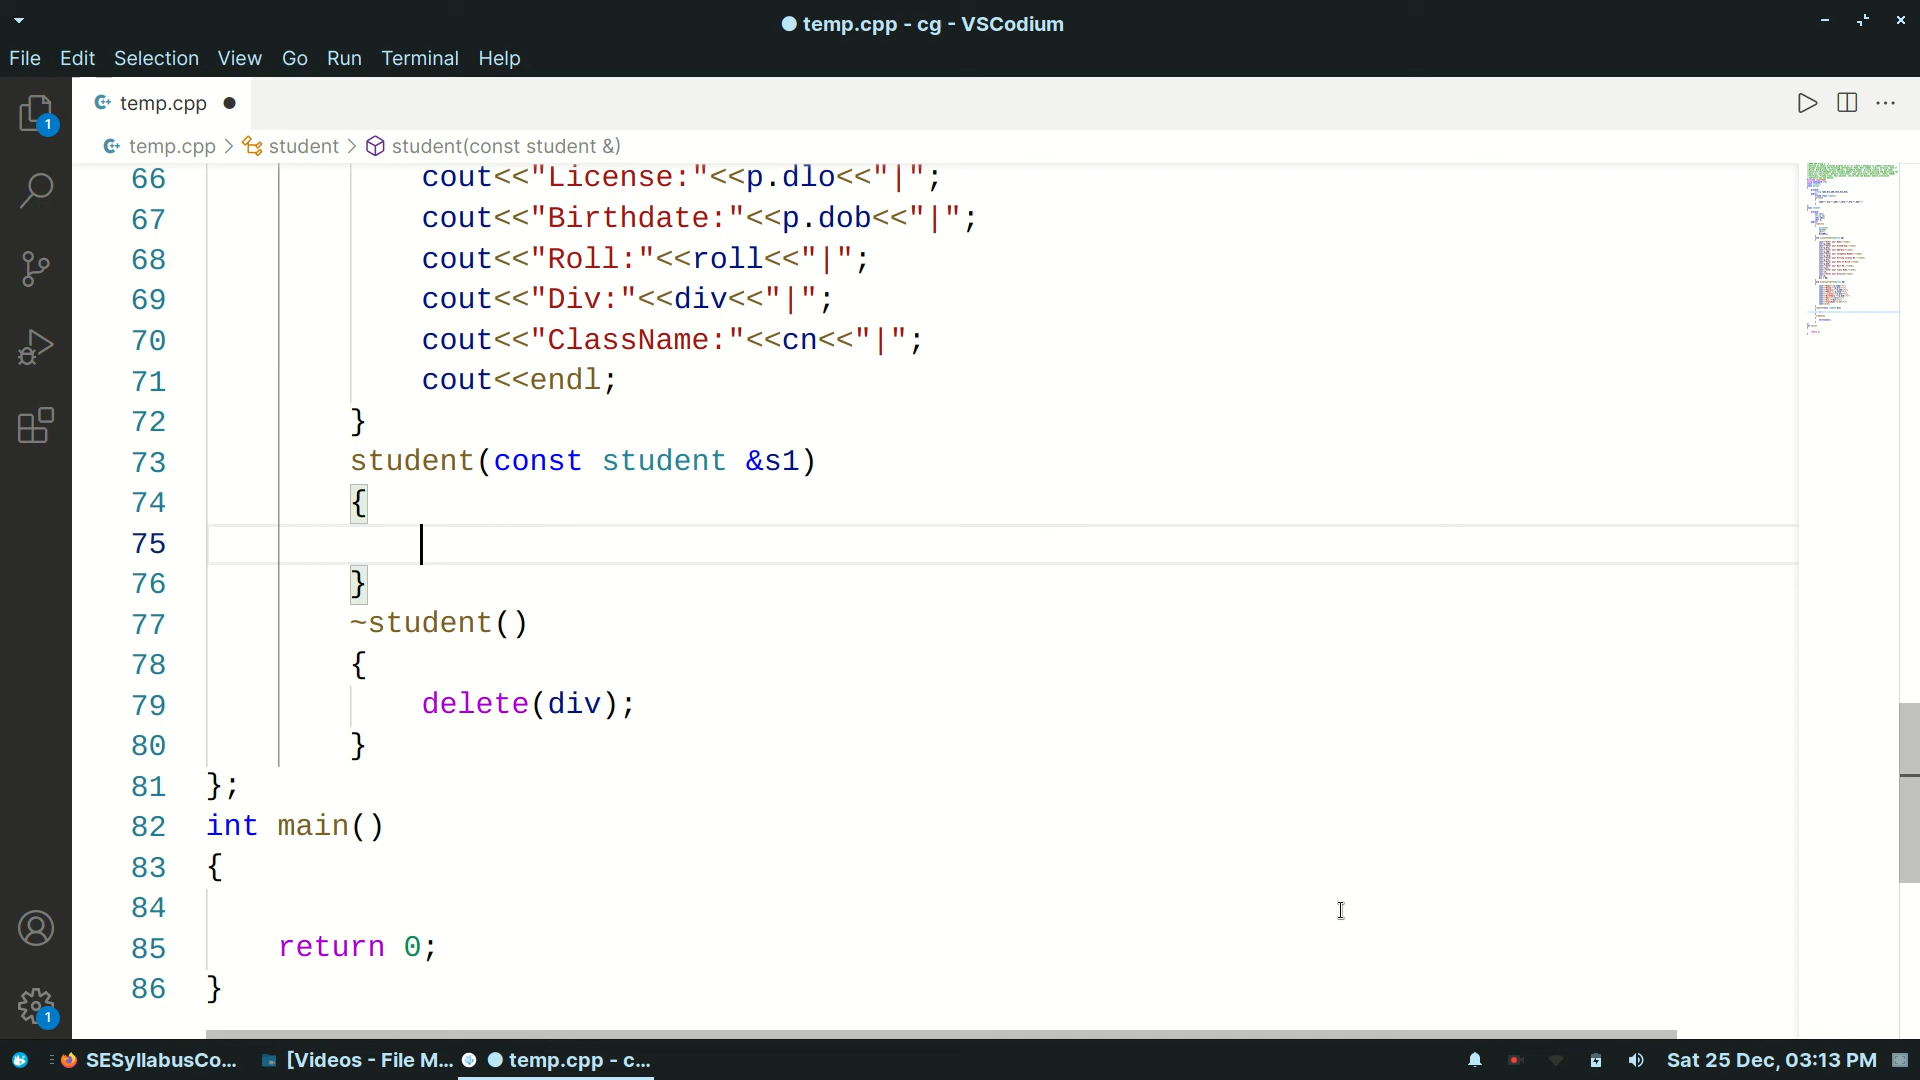 temp.cpp - cg - VSCodium
File Edit Selection View Go Run Terminal Help
temp.cpp
temp.cpp > student > student(const student &)
66 cout<<"License:"<<p.dlo<<"|";
67 cout<<"Birthdate:"<<p.dob<<"|";
68 cout<<"Roll:"<<roll<<"|";
69 cout<<"Div:"<<div<<"|";
70 cout<<"ClassName:"<<cn<<"|";
71 cout<<endl;
72 }
73 student(const student &s1)
74 {
75
76 }
77 ~student()
78 {
79 delete(div);
80 }
81 };
82 int main()
83 {
84
85 return 0;
86 }
1
1
SESyllabusCo... [Videos - File M... temp.cpp - c... Sat 25 Dec, 03:13 PM